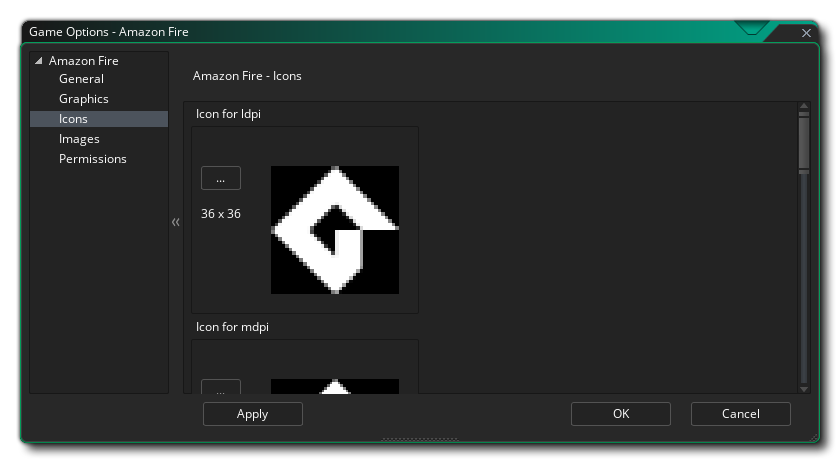 Game Options - Amazon Fire
Amazon Fire
General
Graphics
Icons
Images
Permissions
Amazon Fire - Icons
Icon for ldpi
...
36 x 36
Icon for mdpi
...
Apply
OK
Cancel